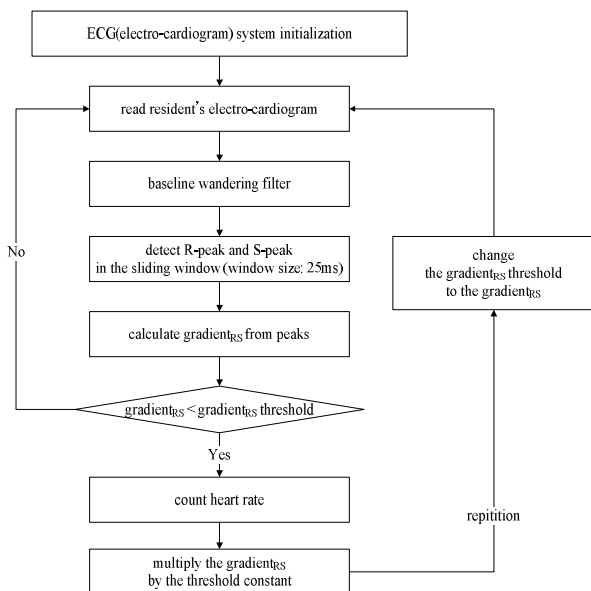 ECG(electro-cardiogram) system initialization
read resident's electro-cardiogram
baseline wandering filter
No
detect R-peak and S-peak
in the sliding window (window size: 25ms)
change
the gradientRS threshold
to the gradientRS
calculate gradientRS from peaks
gradientRS < gradientRS threshold
Yes
count heart rate
repitition
multiply the gradientRS
by the threshold constant